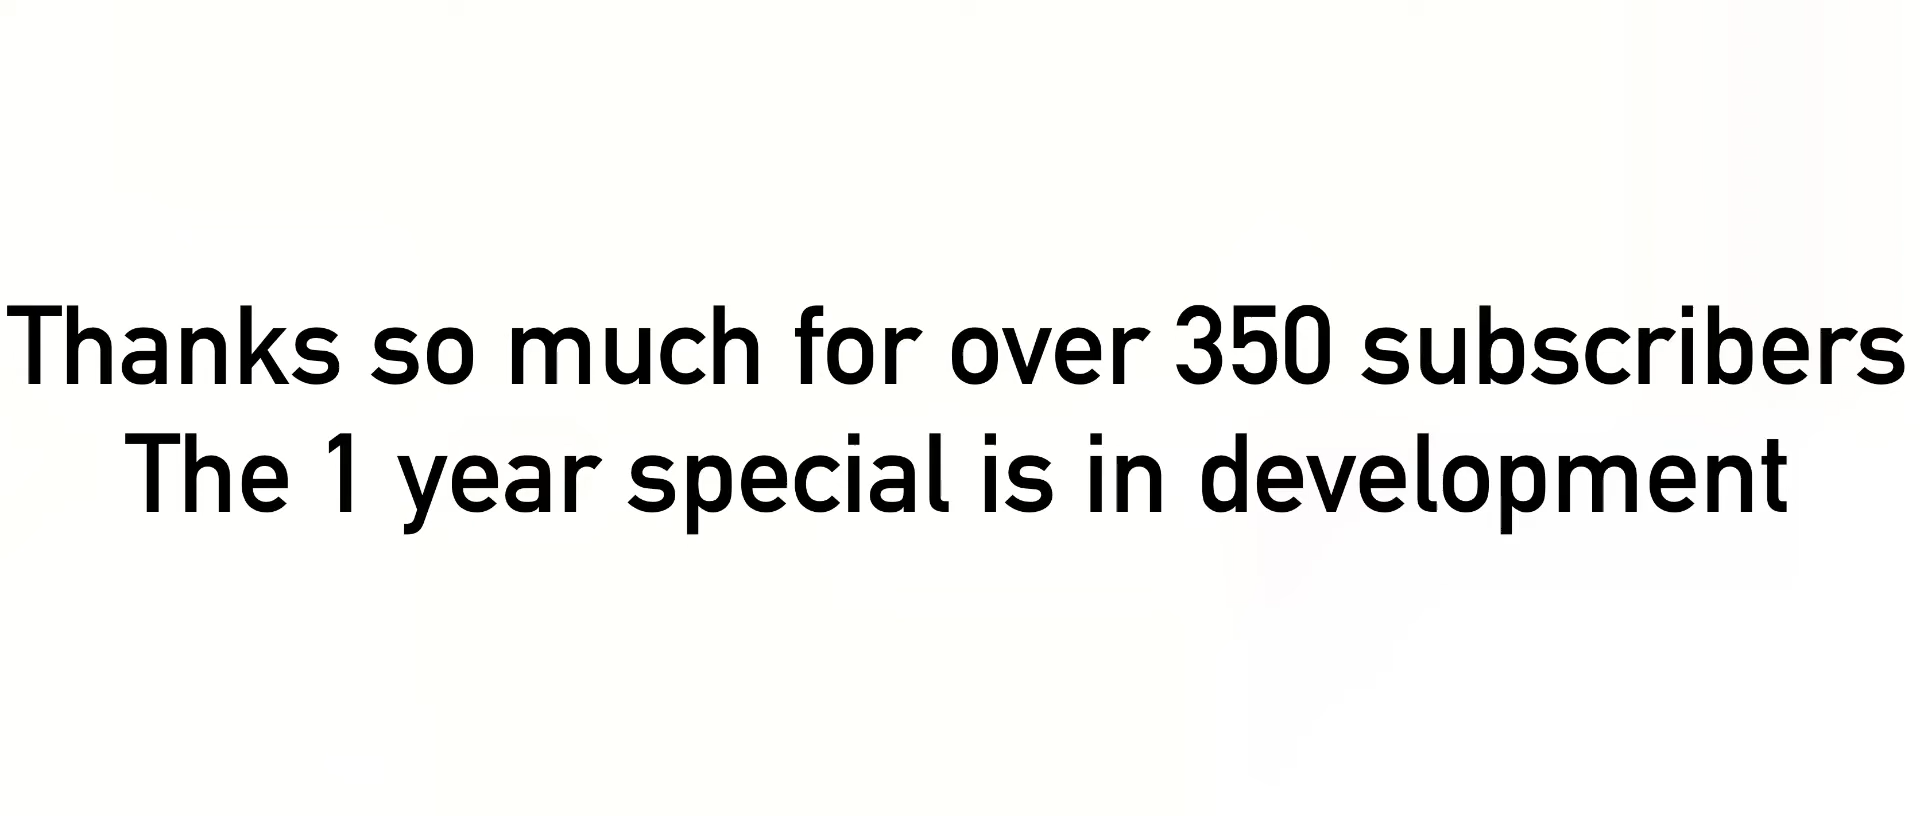 Thanks so much for over 350 subscribers
The 1 year special is in development